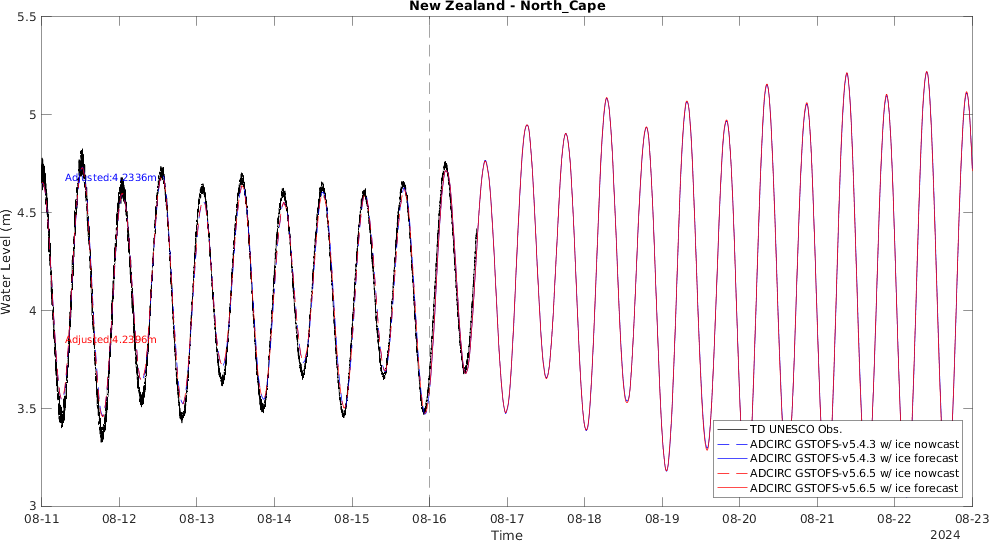 New Zealand - North_Cape
5.5
5
4.5
4
3.5
3
Water Level (m)
Adjusted:4.2336m
Adjusted:4.2396m
TD UNESCO Obs.
ADCIRC GSTOFS-v5.4.3 w/ ice nowcast
ADCIRC GSTOFS-v5.4.3 w/ ice forecast
ADCIRC GSTOFS-v5.6.5 w/ ice nowcast
ADCIRC GSTOFS-v5.6.5 w/ ice forecast
08-11 08-12 08-13 08-14 08-15 08-16 08-17 08-18 08-19 08-20 08-21 08-22 08-23
Time
2024